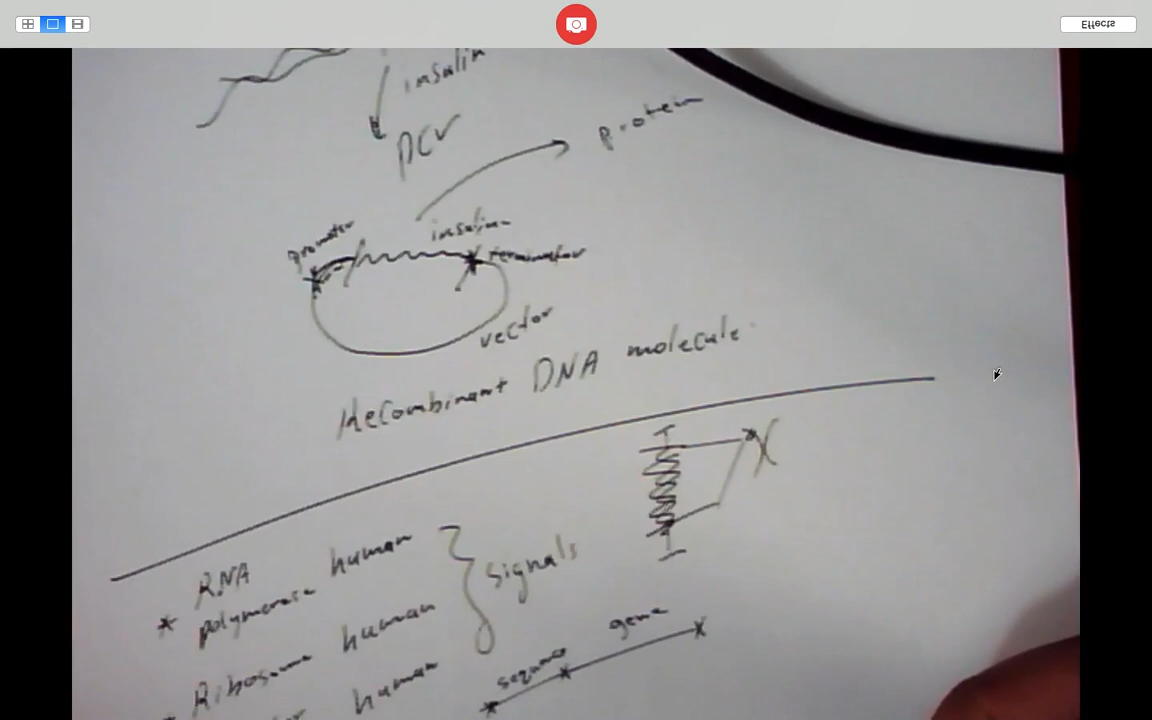 Effects
insulin
PCV
protein
promoter
insulin
terminator
vector
Recombinant DNA molecule
RNA
* polymerase human
signals
Ribosome human
gene
sequence
human